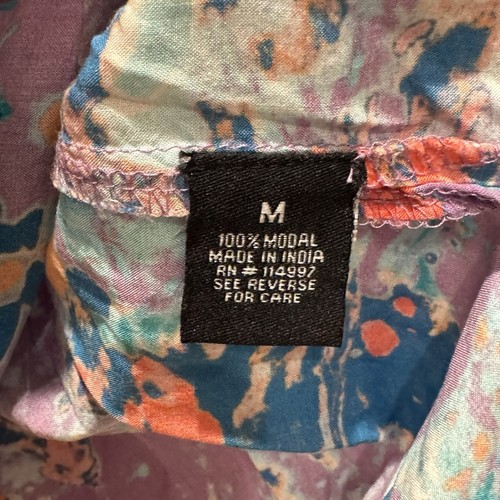 M
100% MODAL
MADE IN INDIA
RN # 114997
SEE REVERSE
FOR CARE